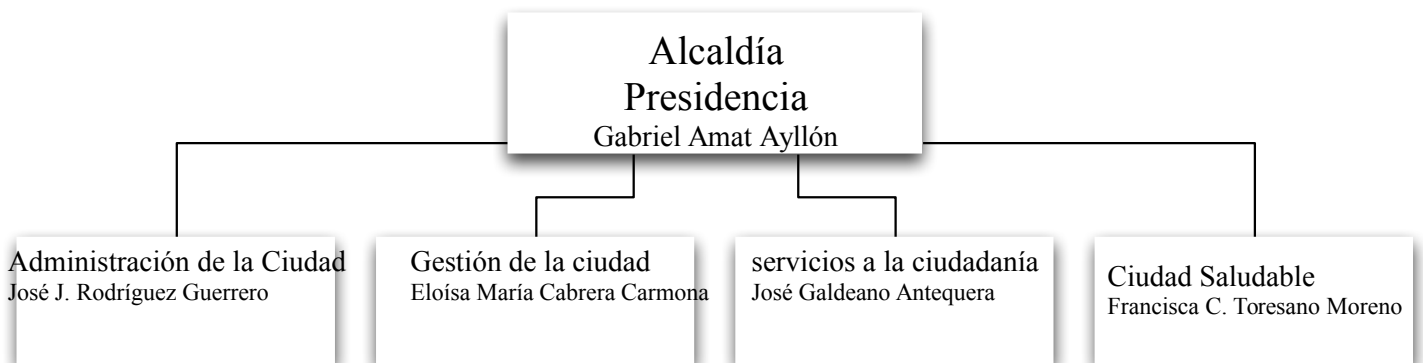 Alcaldía
Presidencia
Gabriel Amat Ayllón
Administración de la Ciudad
José J. Rodríguez Guerrero
Gestión de la ciudad
Eloísa María Cabrera Carmona
servicios a la ciudadanía
José Galdeano Antequera
Ciudad Saludable
Francisca C. Toresano Moreno